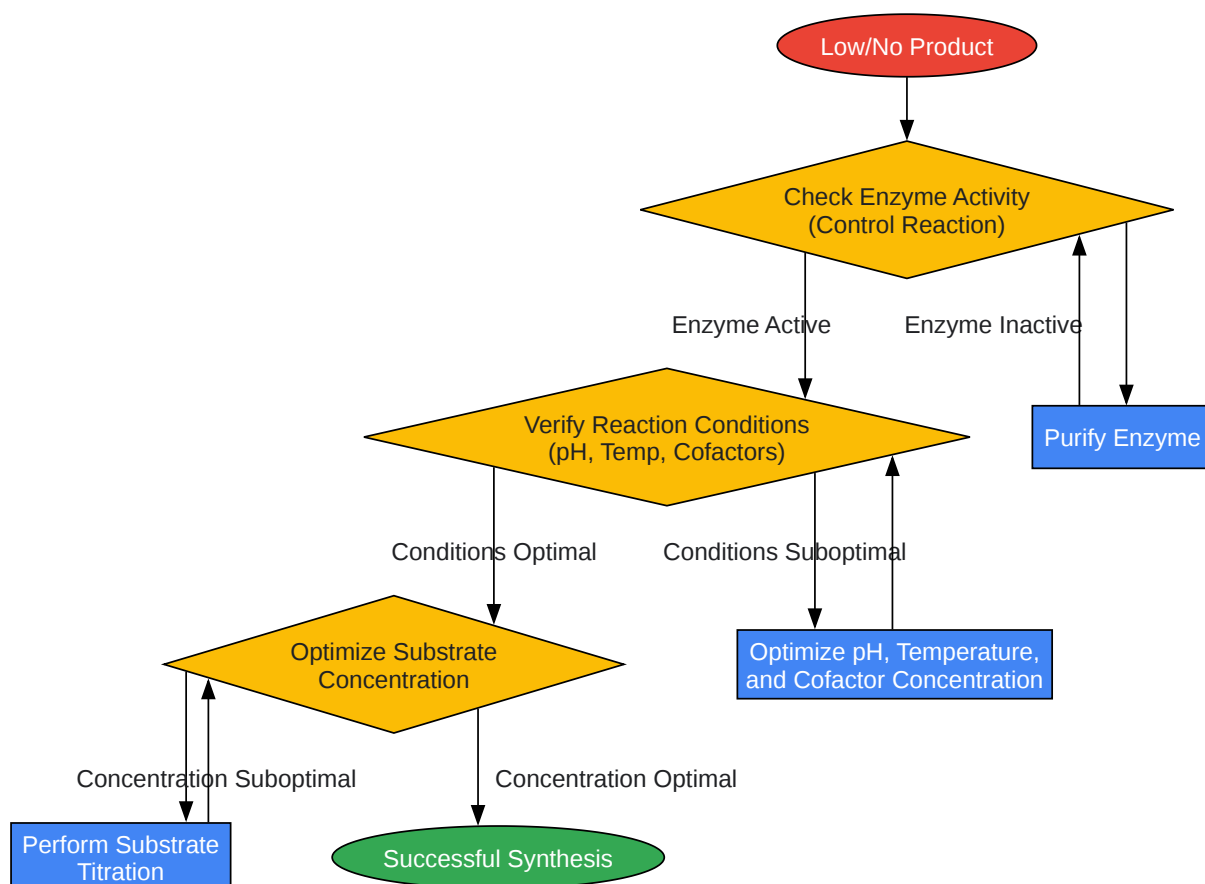 Low/No Product
Check Enzyme Activity
(Control Reaction)
Enzyme Active
Enzyme Inactive
Verify Reaction Conditions
(pH, Temp, Cofactors)
Purify Enzyme
Conditions Optimal
Conditions Suboptimal
Optimize Substrate
Concentration
Optimize pH, Temperature,
and Cofactor Concentration
Concentration Suboptimal
Concentration Optimal
Perform Substrate
Titration
Successful Synthesis